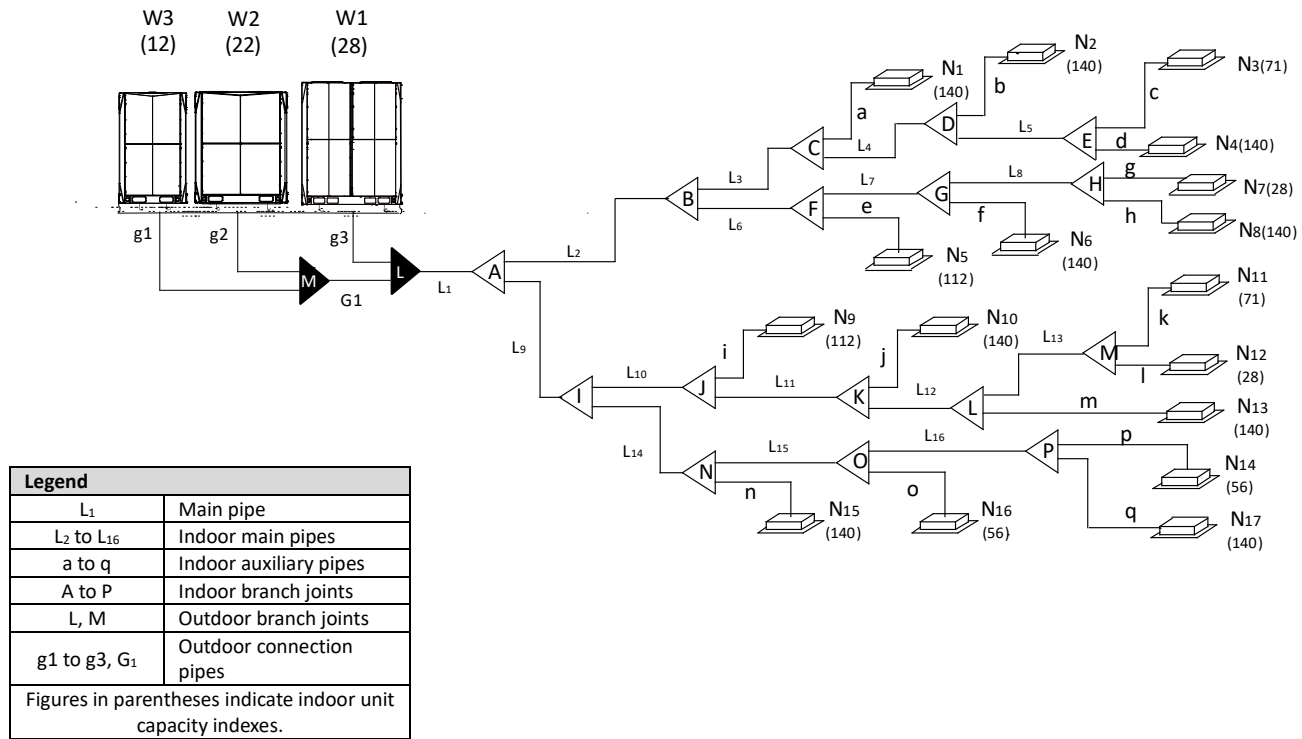 W3
(12)
W2
(22)
W1
(28)
g1
g2
g3
M
G1
L
L1
A
L2
B
L3
C
a
N1
(140)
L4
D
b
N2
(140)
L5
E
c
N3(71)
d
N4(140)
L6
F
e
N5
(112)
L7
G
f
N6
(140)
L8
H
g
N7(28)
h
N8(140)
L9
I
L10
J
i
N9
(112)
L11
K
j
N10
(140)
L12
L
L13
M
k
N11
(71)
l
N12
(28)
m
N13
(140)
L14
N
n
N15
(140)
L15
O
o
N16
(56)
L16
P
p
N14
(56)
q
N17
(140)
Legend
L1 Main pipe
L2 to L16 Indoor main pipes
a to q Indoor auxiliary pipes
A to P Indoor branch joints
L, M Outdoor branch joints
g1 to g3, G1 Outdoor connection
pipes
Figures in parentheses indicate indoor unit
capacity indexes.